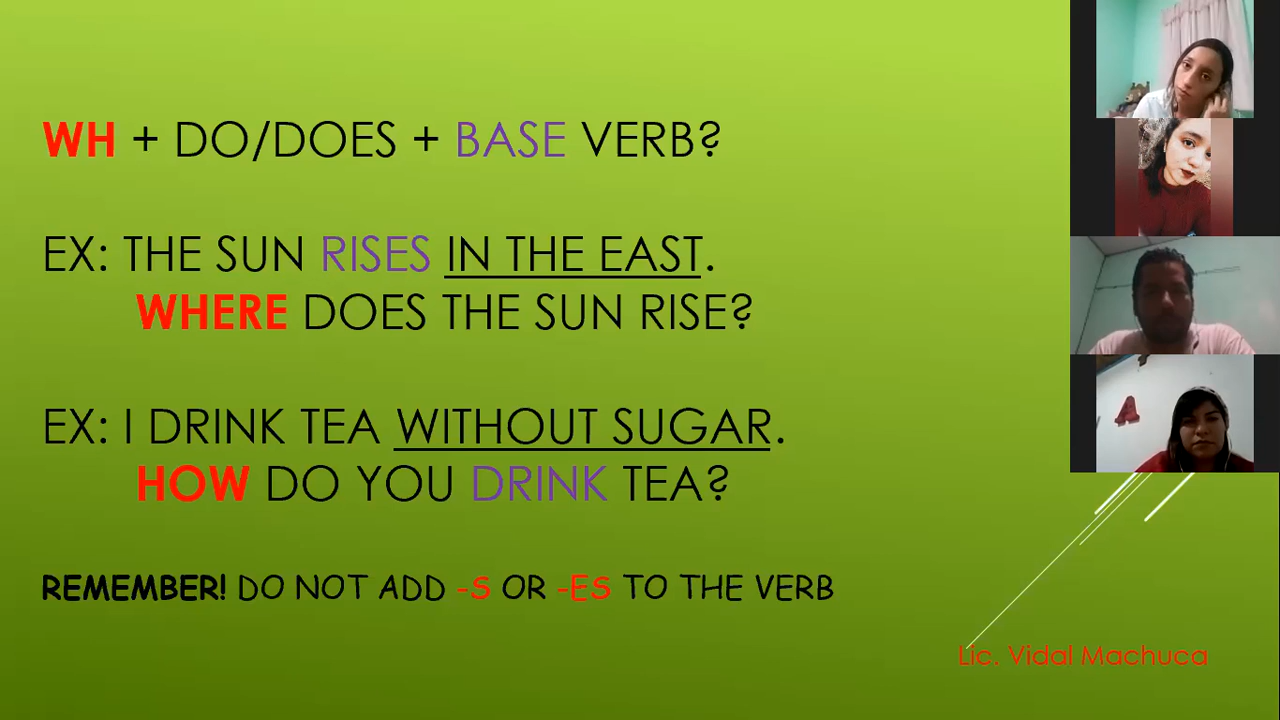 WH + DO/DOES + BASE VERB?
EX: THE SUN RISES IN THE EAST.
WHERE DOES THE SUN RISE?
EX: I DRINK TEA WITHOUT SUGAR.
HOW DO YOU DRINK TEA?
REMEMBER! DO NOT ADD -S OR -ES TO THE VERB
Lic. Vidal Machuca
A